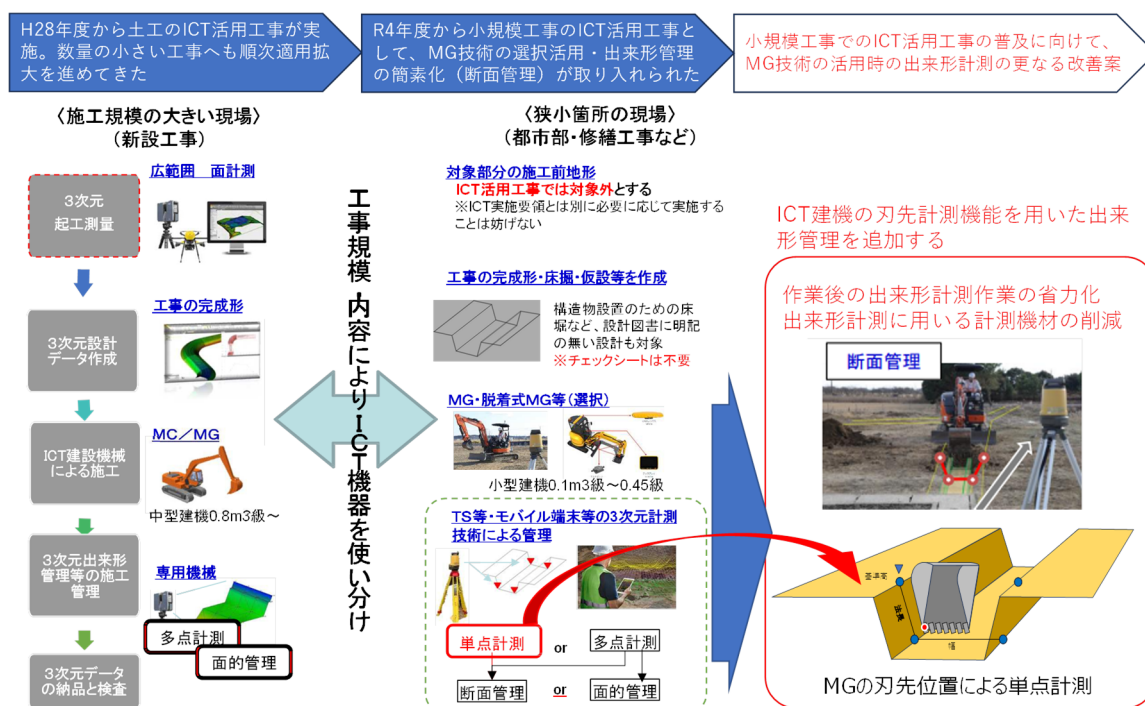 H28年度から土工のICT活用工事が実
施。数量の小さい工事へも順次適用拡
大を進めてきた
R4年度から小規模工事のICT活用工事と
して、MG技術の選択活用・出来形管理
の簡素化（断面管理）が取り入れられた
小規模工事でのICT活用工事の普及に向けて、
MG技術の活用時の出来形計測の更なる改善案
〈施工規模の大きい現場〉
（新設工事）
3次元
起工測量
広範囲　面計測
3次元設計
データ作成
工事の完成形
ICT建設機械
による施工
MC／MG
中型建機0.8m3級～
3次元出来形
管理等の施工
管理
専用機械
多点計測
面的管理
3次元データ
の納品と検査
工事規模・内容によりICT機器を使い分け
〈狭小箇所の現場〉
（都市部・修繕工事など）
対象部分の施工前地形
ICT活用工事では対象外とする
※ICT実施要領とは別に必要に応じて実施する
ことは妨げない
工事の完成形・床掘・仮設等を作成
構造物設置のための床
堀など、設計図書に明記
の無い設計も対象
※チェックシートは不要
MG・脱着式MG等（選択）
小型建機0.1m3級～0.45級
TS等・モバイル端末等の3次元計測
技術による管理
単点計測
or
多点計測
断面管理
or
面的管理
ICT建機の刃先計測機能を用いた出来
形管理を追加する
作業後の出来形計測作業の省力化
出来形計測に用いる計測機材の削減
断面管理
基準高
法長
幅
MGの刃先位置による単点計測